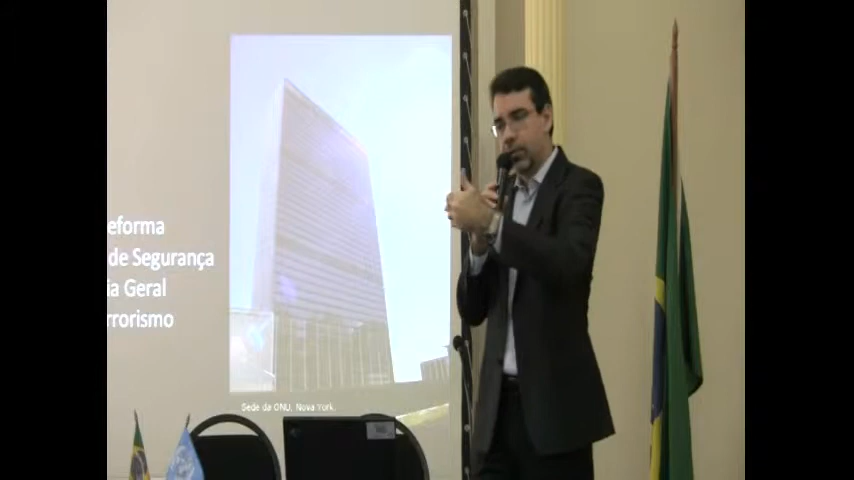 eforma
de Segurança
ia Geral
rrorismo
Sede da ONU, Nova York.